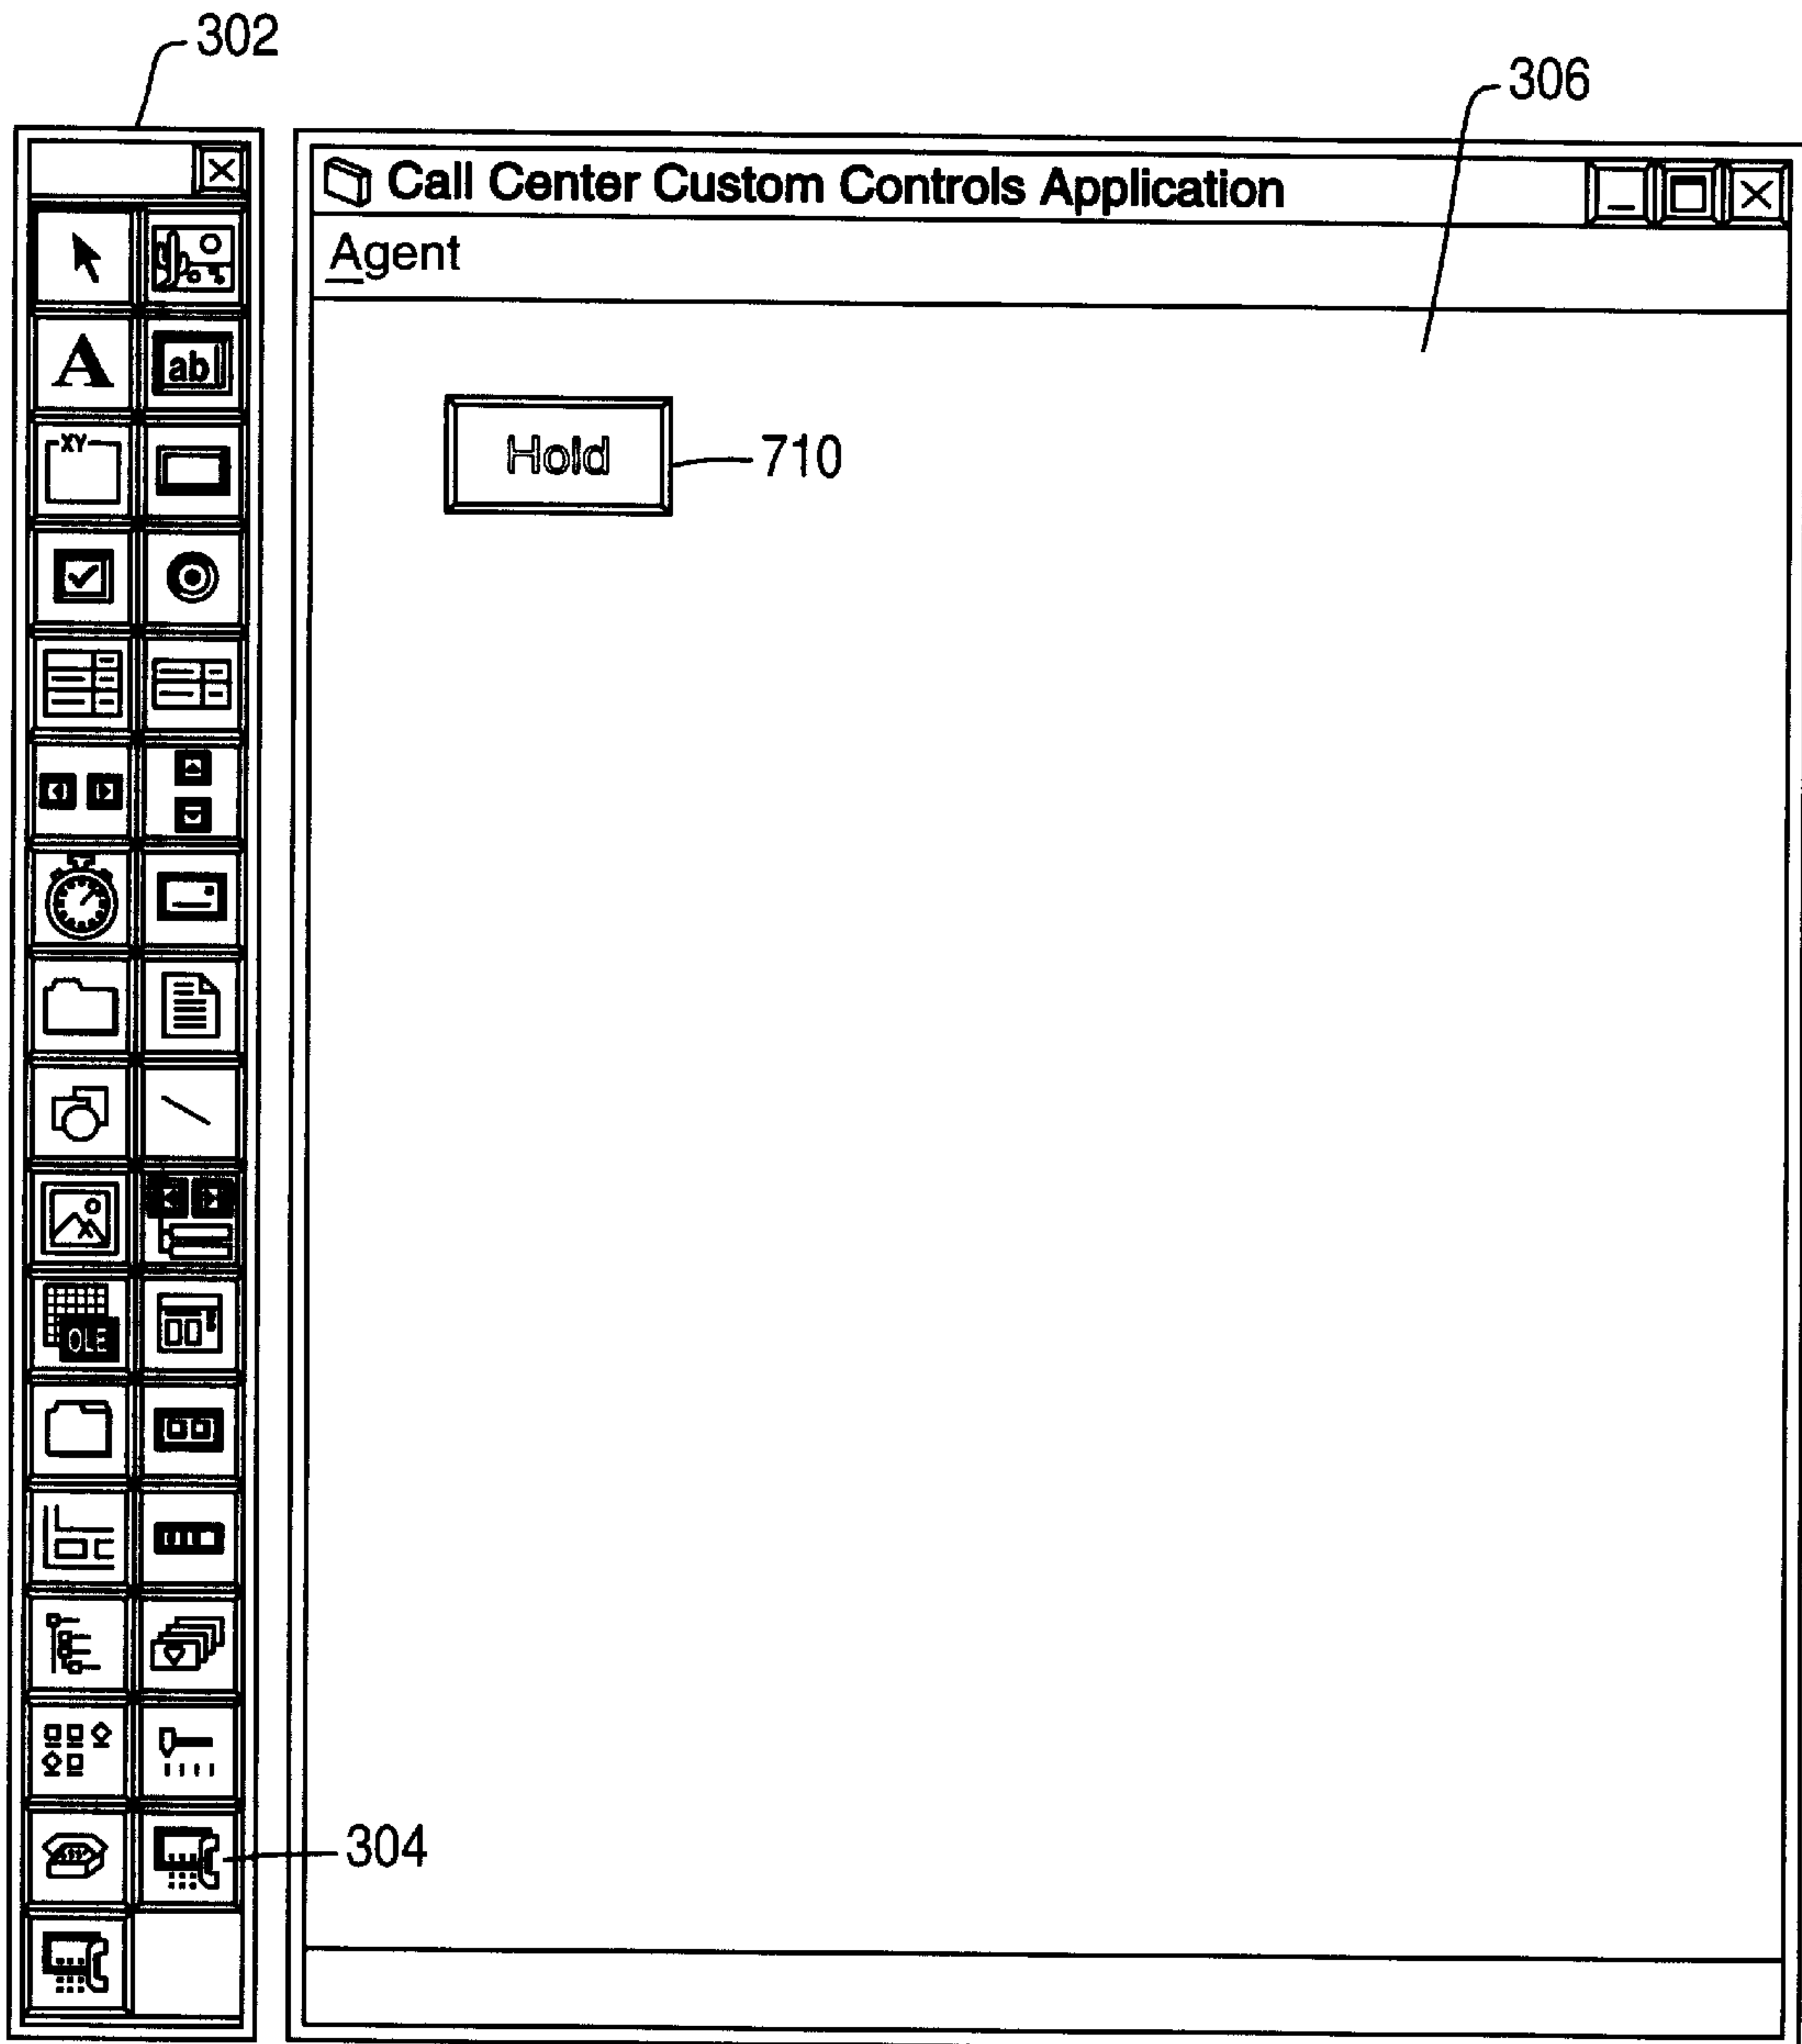 302
306
Call Center Custom Controls Application
Agent
A
ab
XY
Hold
710
OLE
304